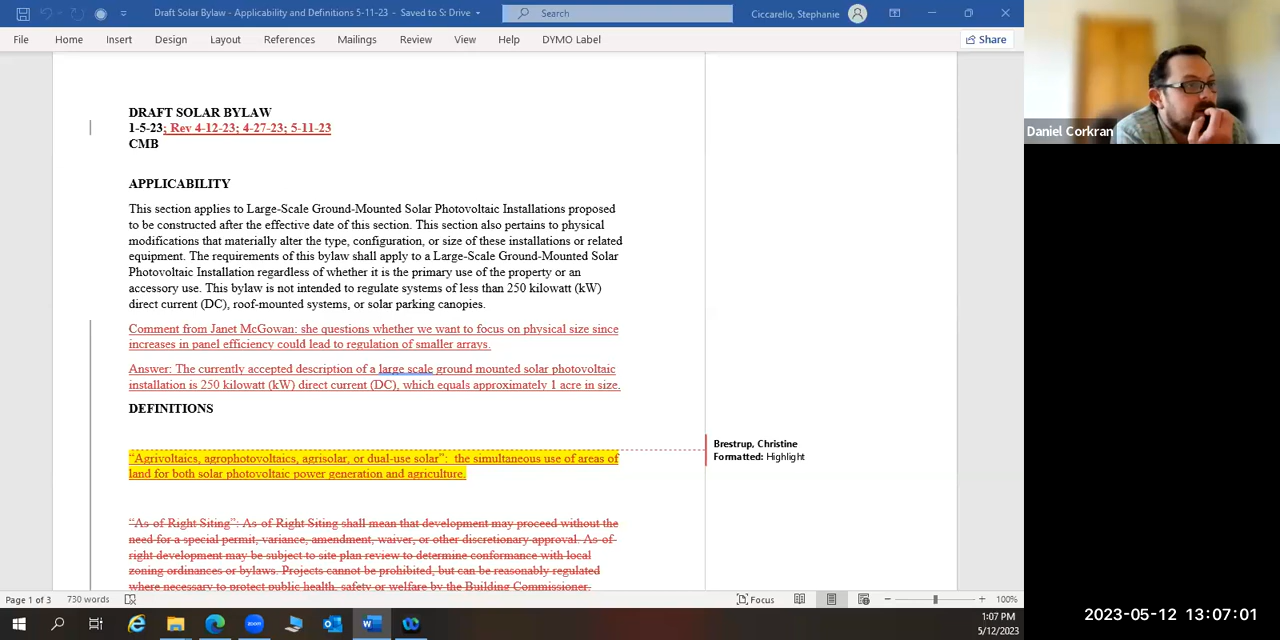 Draft Solar Bylaw - Applicability and Definitions 5-11-23 - Saved to S: Drive
Search
Ciccarello, Stephanie
File Home Insert Design Layout References Mailings Review View Help DYMO Label Share
DRAFT SOLAR BYLAW
1-5-23; Rev 4-12-23; 4-27-23; 5-11-23
CMB
APPLICABILITY
This section applies to Large-Scale Ground-Mounted Solar Photovoltaic Installations proposed
to be constructed after the effective date of this section. This section also pertains to physical
modifications that materially alter the type, configuration, or size of these installations or related
equipment. The requirements of this bylaw shall apply to a Large-Scale Ground-Mounted Solar
Photovoltaic Installation regardless of whether it is the primary use of the property or an
accessory use. This bylaw is not intended to regulate systems of less than 250 kilowatt (kW)
direct current (DC), roof-mounted systems, or solar parking canopies.
Comment from Janet McGowan: she questions whether we want to focus on physical size since
increases in panel efficiency could lead to regulation of smaller arrays.
Answer: The currently accepted description of a large scale ground mounted solar photovoltaic
installation is 250 kilowatt (kW) direct current (DC), which equals approximately 1 acre in size.
DEFINITIONS
“Agrivoltaics, agrophotovoltaics, agrisolar, or dual-use solar”: the simultaneous use of areas of
land for both solar photovoltaic power generation and agriculture.
“As-of-Right Siting”: As-of-Right Siting shall mean that development may proceed without the
need for a special permit, variance, amendment, waiver, or other discretionary approval. As-of-
right development may be subject to site plan review to determine conformance with local
zoning ordinances or bylaws. Projects cannot be prohibited, but can be reasonably regulated
where necessary to protect public health, safety or welfare by the Building Commissioner.
Brestrup, Christine
Formatted: Highlight
Page 1 of 3 730 words Focus 100%
zoom
1:07 PM
5/12/2023
Daniel Corkran
2023-05-12 13:07:01